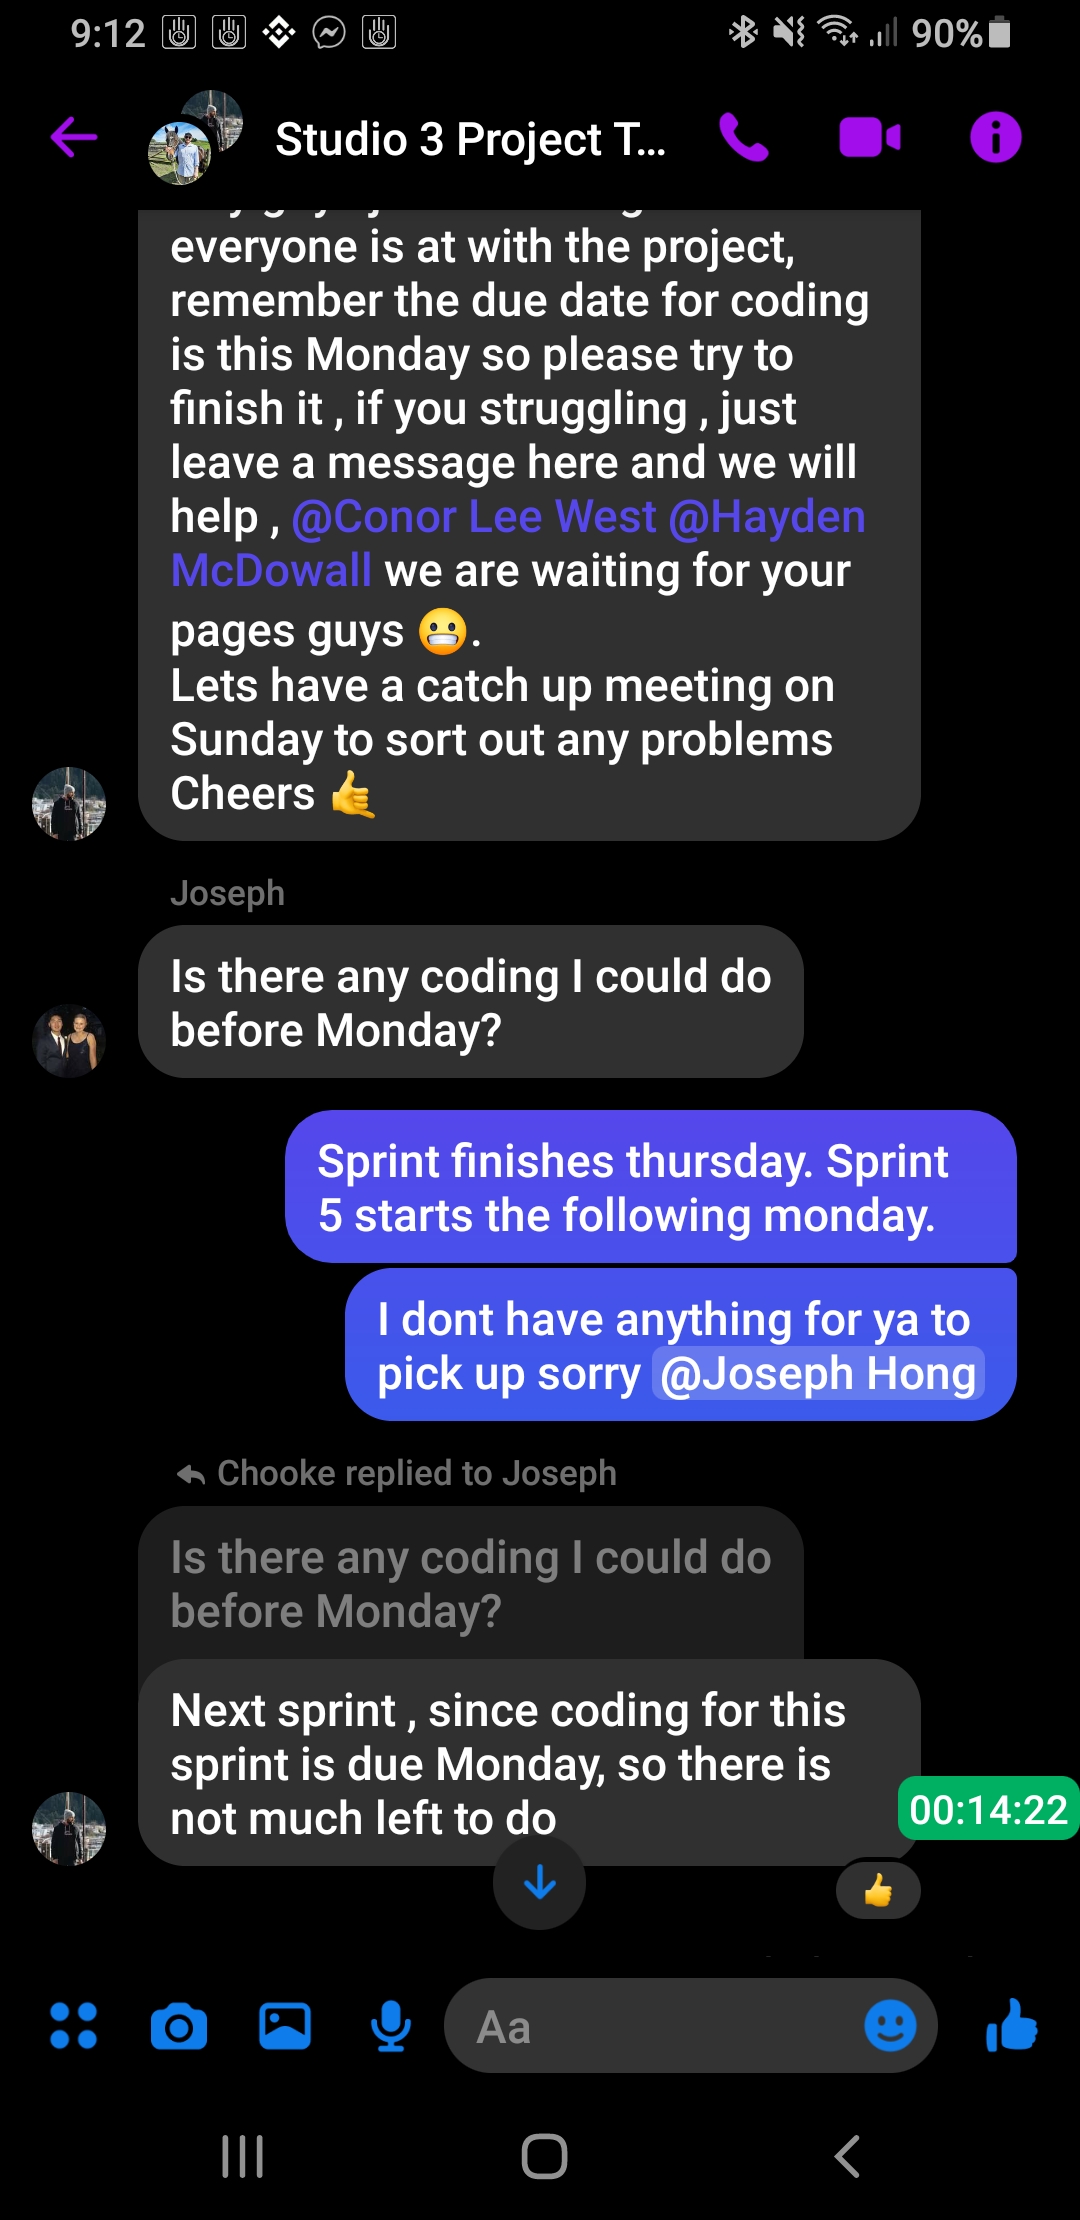 9:12
90%
Studio 3 Project T...
everyone is at with the project,
remember the due date for coding
is this Monday so please try to
finish it , if you struggling , just
leave a message here and we will
help , @Conor Lee West @Hayden
McDowall we are waiting for your
pages guys 😬.
Lets have a catch up meeting on
Sunday to sort out any problems
Cheers 🤙
Joseph
Is there any coding I could do
before Monday?
Sprint finishes thursday. Sprint
5 starts the following monday.
I dont have anything for ya to
pick up sorry @Joseph Hong
Chooke replied to Joseph
Is there any coding I could do
before Monday?
Next sprint , since coding for this
sprint is due Monday, so there is
not much left to do
00:14:22
👍
Aa